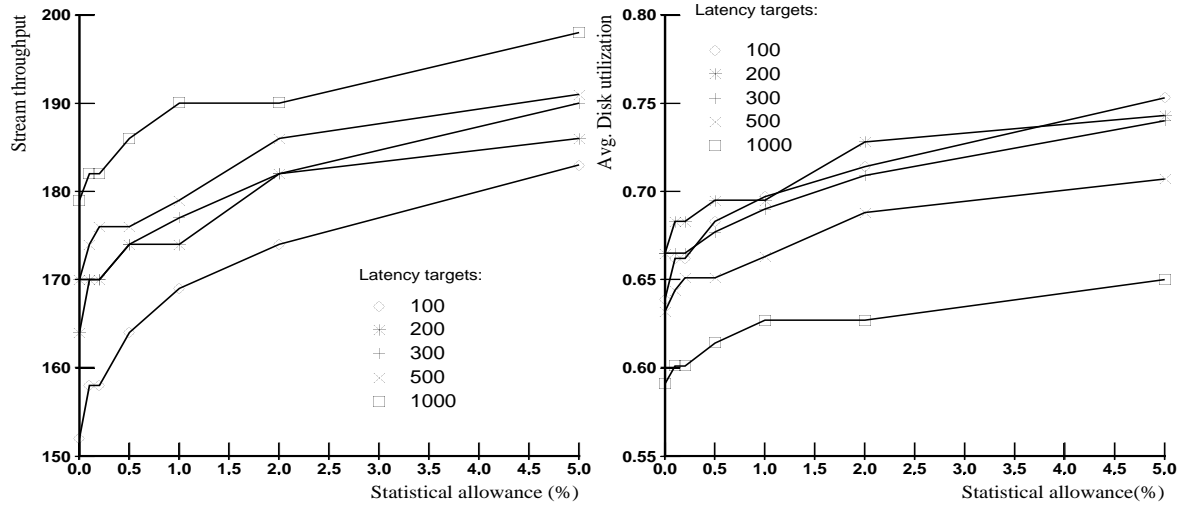 Stream throughput
200
190
180
170
160
150
0.0 0.5 1.0 1.5 2.0 2.5 3.0 3.5 4.0 4.5 5.0
Statistical allowance (%)
Latency targets:
100
200
300
500
1000
Avg. Disk utilization
0.80
0.75
0.70
0.65
0.60
0.55
0.0 0.5 1.0 1.5 2.0 2.5 3.0 3.5 4.0 4.5 5.0
Statistical allowance(%)
Latency targets:
100
200
300
500
1000